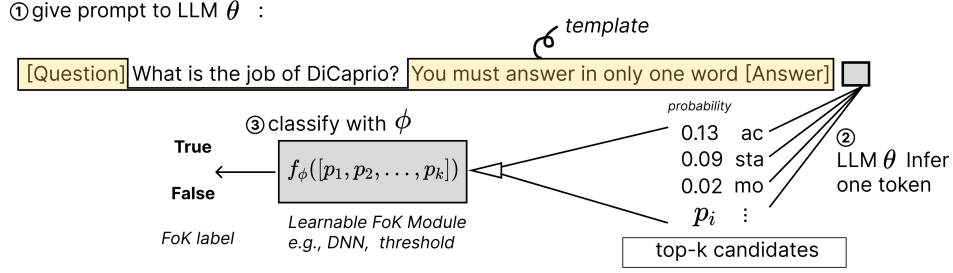 ① give prompt to LLM θ :
template
[Question] What is the job of DiCaprio? You must answer in only one word [Answer]
probability
0.13 ac
0.09 sta
0.02 mo
p_i ⋮
top-k candidates
②
LLM θ Infer
one token
③ classify with ϕ
f_ϕ([p_1, p_2, . . . , p_k])
Learnable FoK Module
e.g., DNN, threshold
True
False
FoK label